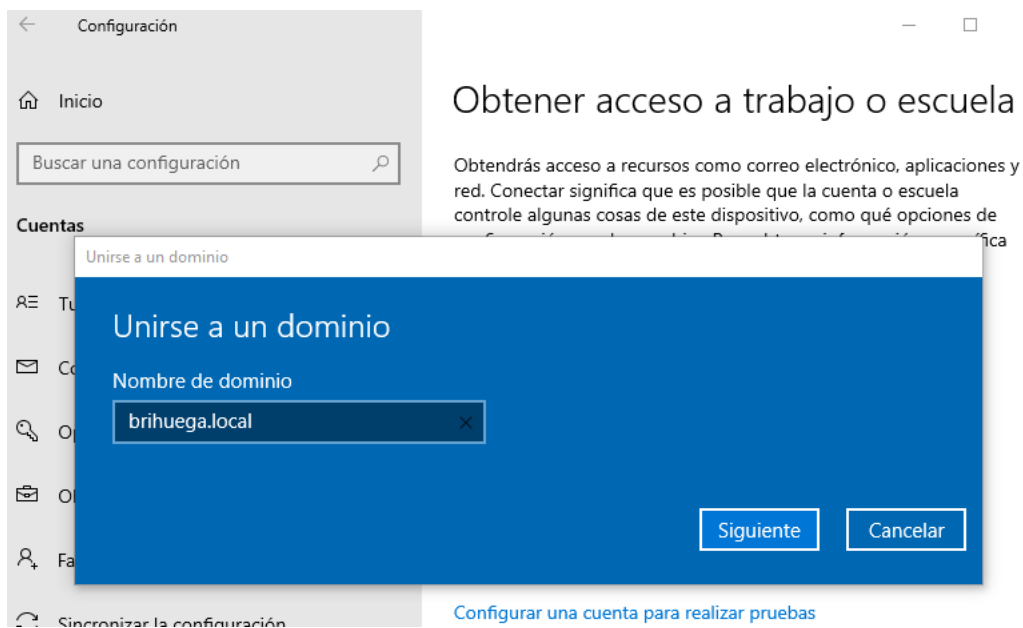 Configuración
Inicio
Buscar una configuración
Cuentas
Obtener acceso a trabajo o escuela
Obtendrás acceso a recursos como correo electrónico, aplicaciones y
red. Conectar significa que es posible que la cuenta o escuela
controle algunas cosas de este dispositivo, como qué opciones de
Unirse a un dominio
Unirse a un dominio
Nombre de dominio
brihuega.local
Siguiente
Cancelar
Sincronizar la configuración
Configurar una cuenta para realizar pruebas